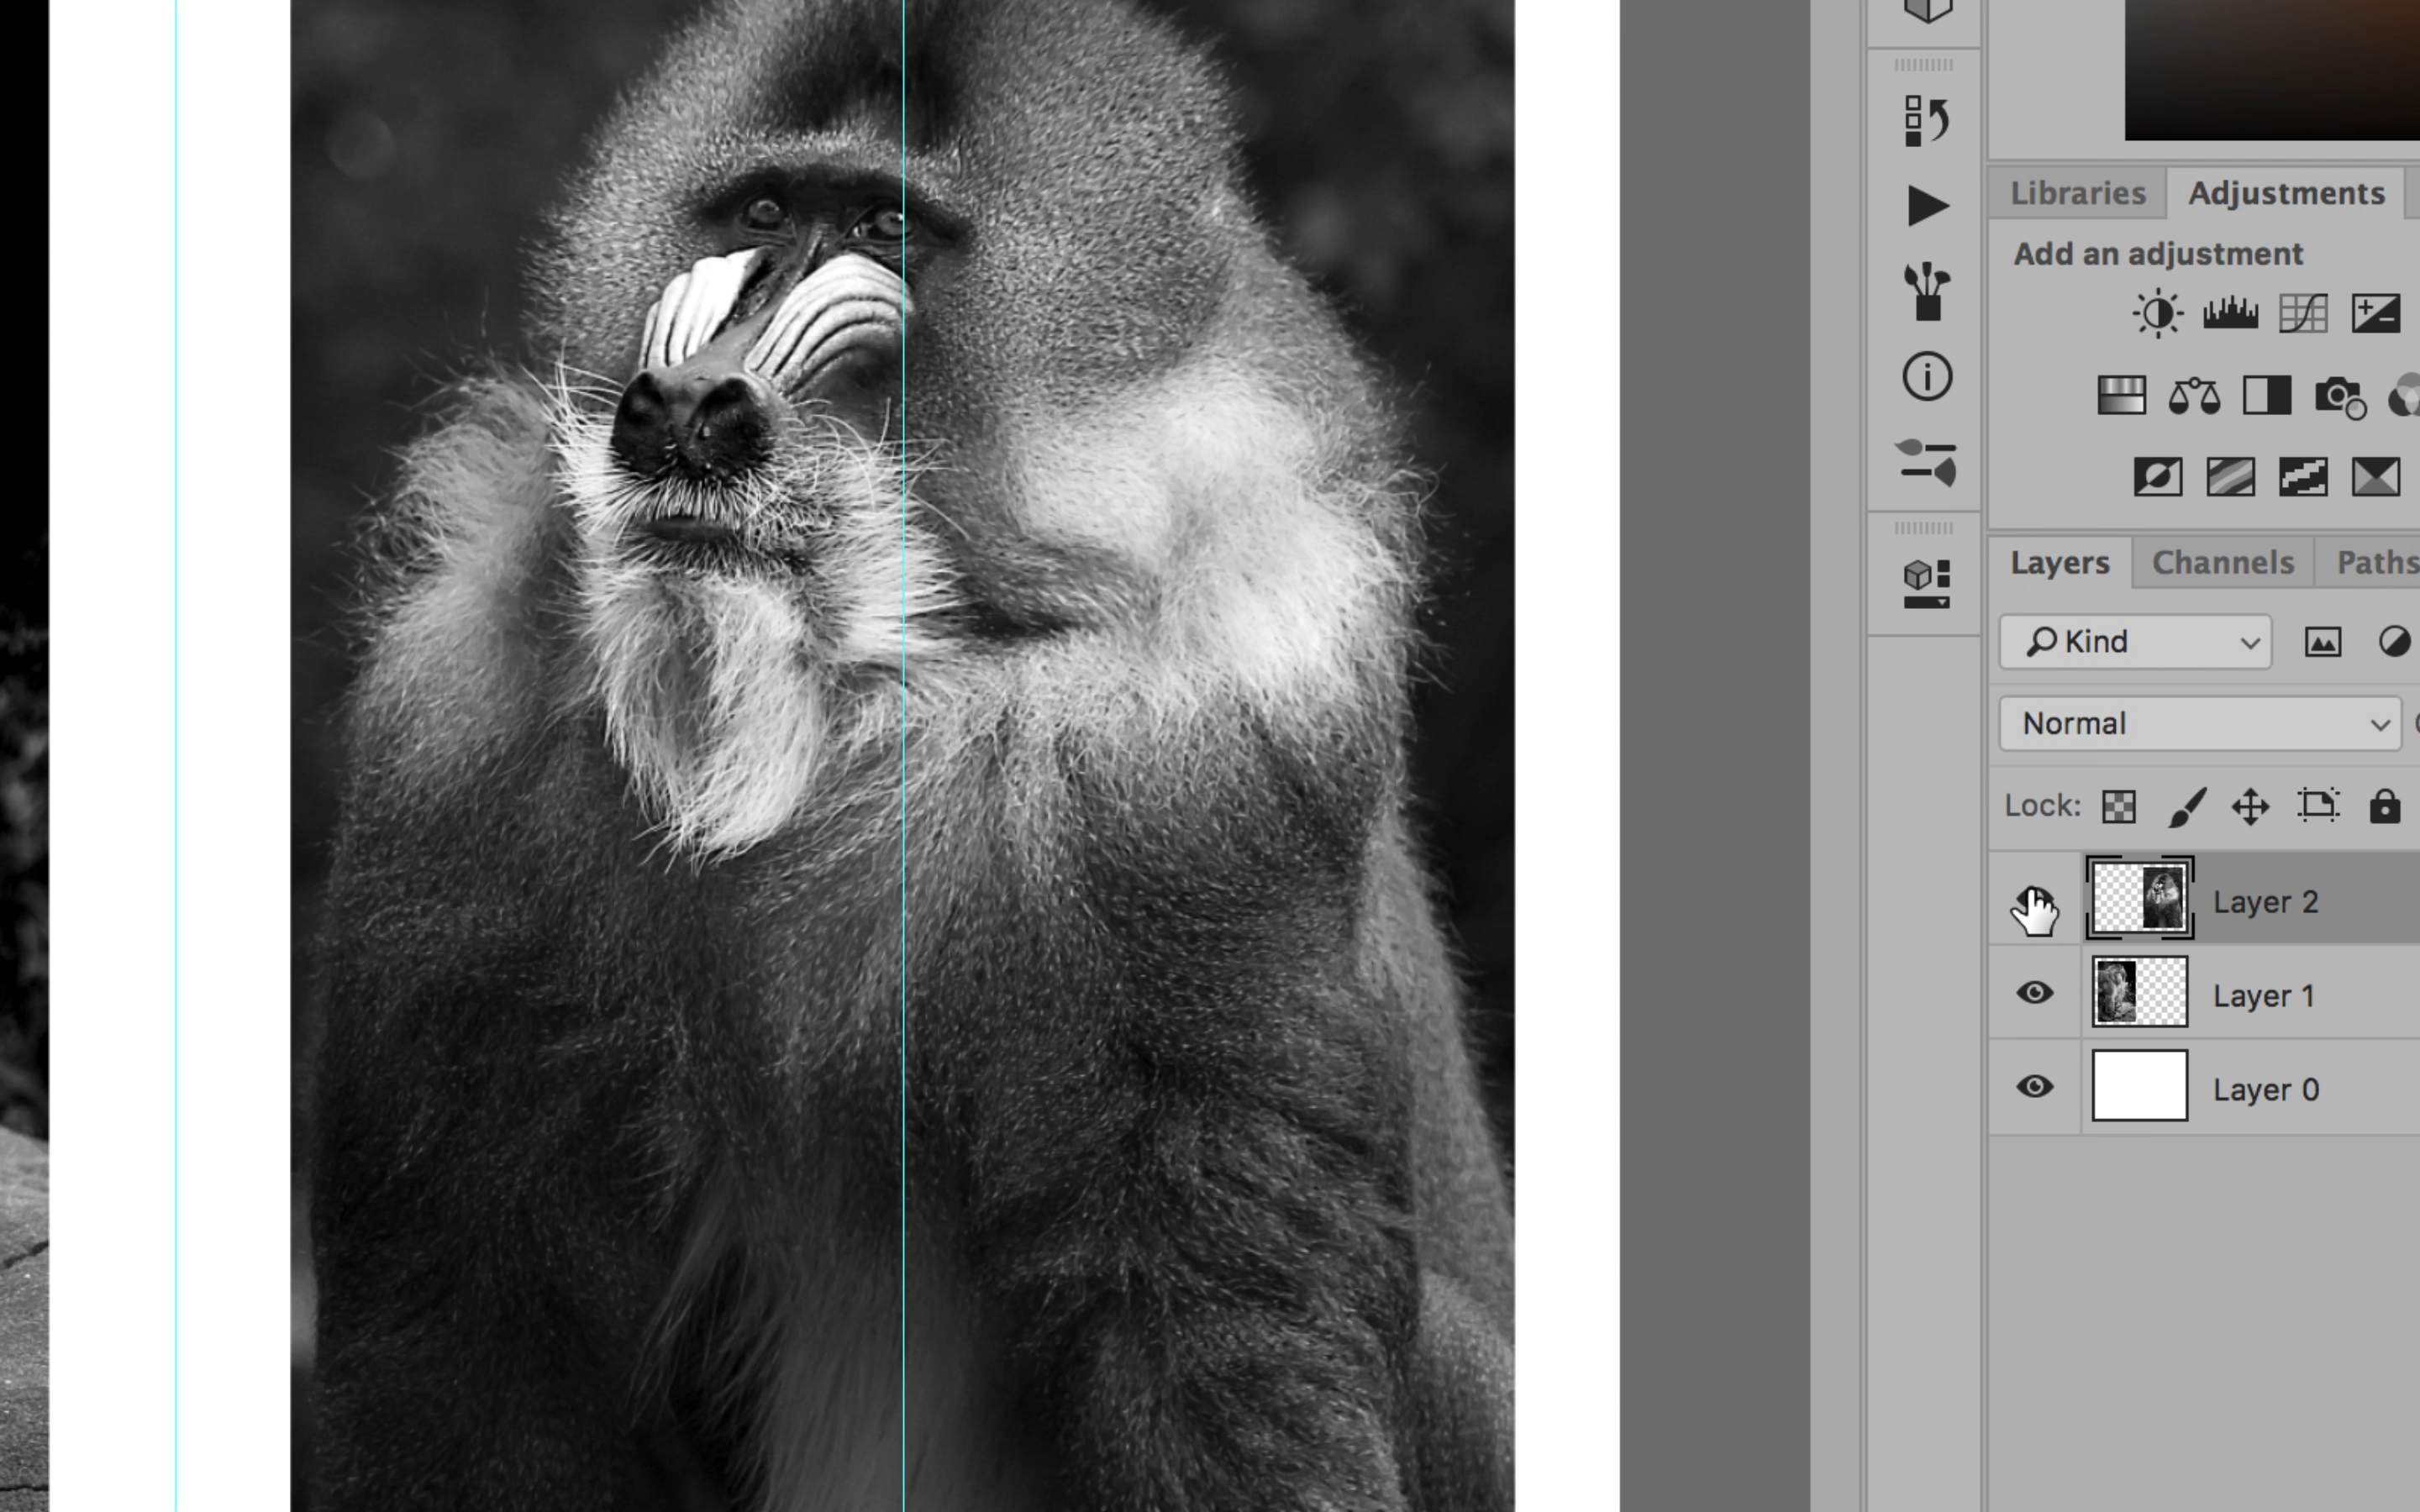 Libraries Adjustments
Add an adjustment
Layers Channels Paths
Kind
Normal
Lock:
Layer 2
Layer 1
Layer 0